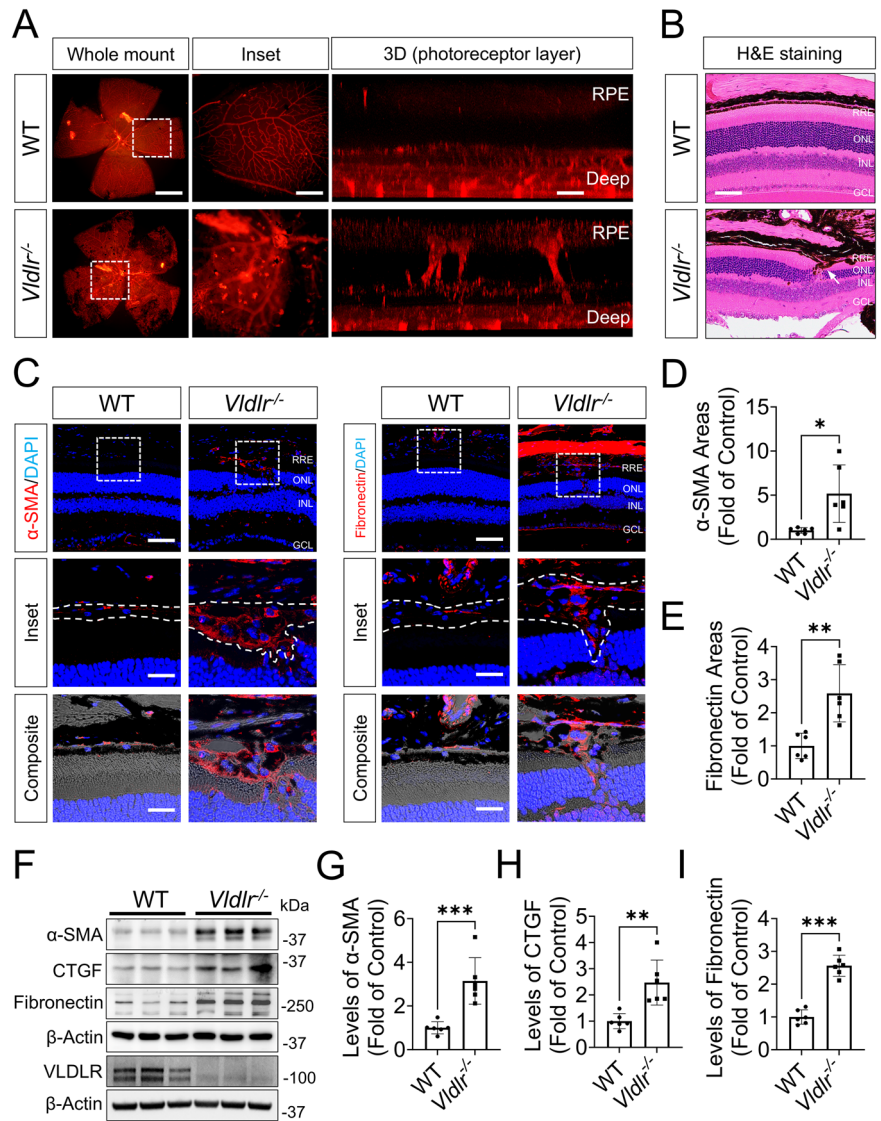 A
Whole mount
Inset
3D (photoreceptor layer)
WT
RPE
Deep
Vldlr-/-
RPE
Deep
B
H&E staining
WT
RRE
ONL
INL
GCL
Vldlr-/-
RRE
ONL
INL
GCL
C
WT
Vldlr-/-
WT
Vldlr-/-
α-SMA/DAPI
RRE
ONL
INL
GCL
Fibronectin/DAPI
RRE
ONL
INL
GCL
Inset
Inset
Composite
Composite
D
α-SMA Areas
(Fold of Control)
15
10
5
0
*
WT
Vldlr-/-
E
Fibronectin Areas
(Fold of Control)
4
3
2
1
0
**
WT
Vldlr-/-
F
WT
Vldlr-/-
kDa
α-SMA
-37
CTGF
-37
Fibronectin
-250
β-Actin
-37
VLDLR
-100
β-Actin
-37
G
Levels of α-SMA
(Fold of Control)
6
4
2
0
***
WT
Vldlr-/-
H
Levels of CTGF
(Fold of Control)
5
4
3
2
1
0
**
WT
Vldlr-/-
I
Levels of Fibronectin
(Fold of Control)
4
3
2
1
0
***
WT
Vldlr-/-